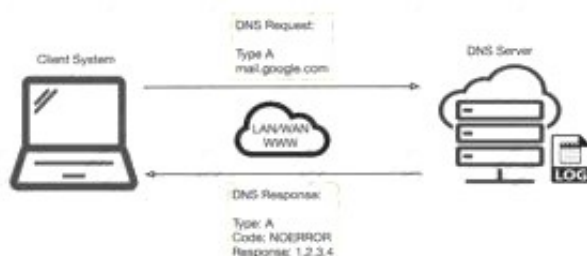 DNS Request:
Type A
mail.google.com
Client System
DNS Server
LAN/WAN
WWW
LOG
DNS Response:
Type: A
Code: NOERROR
Response: 1.2.3.4